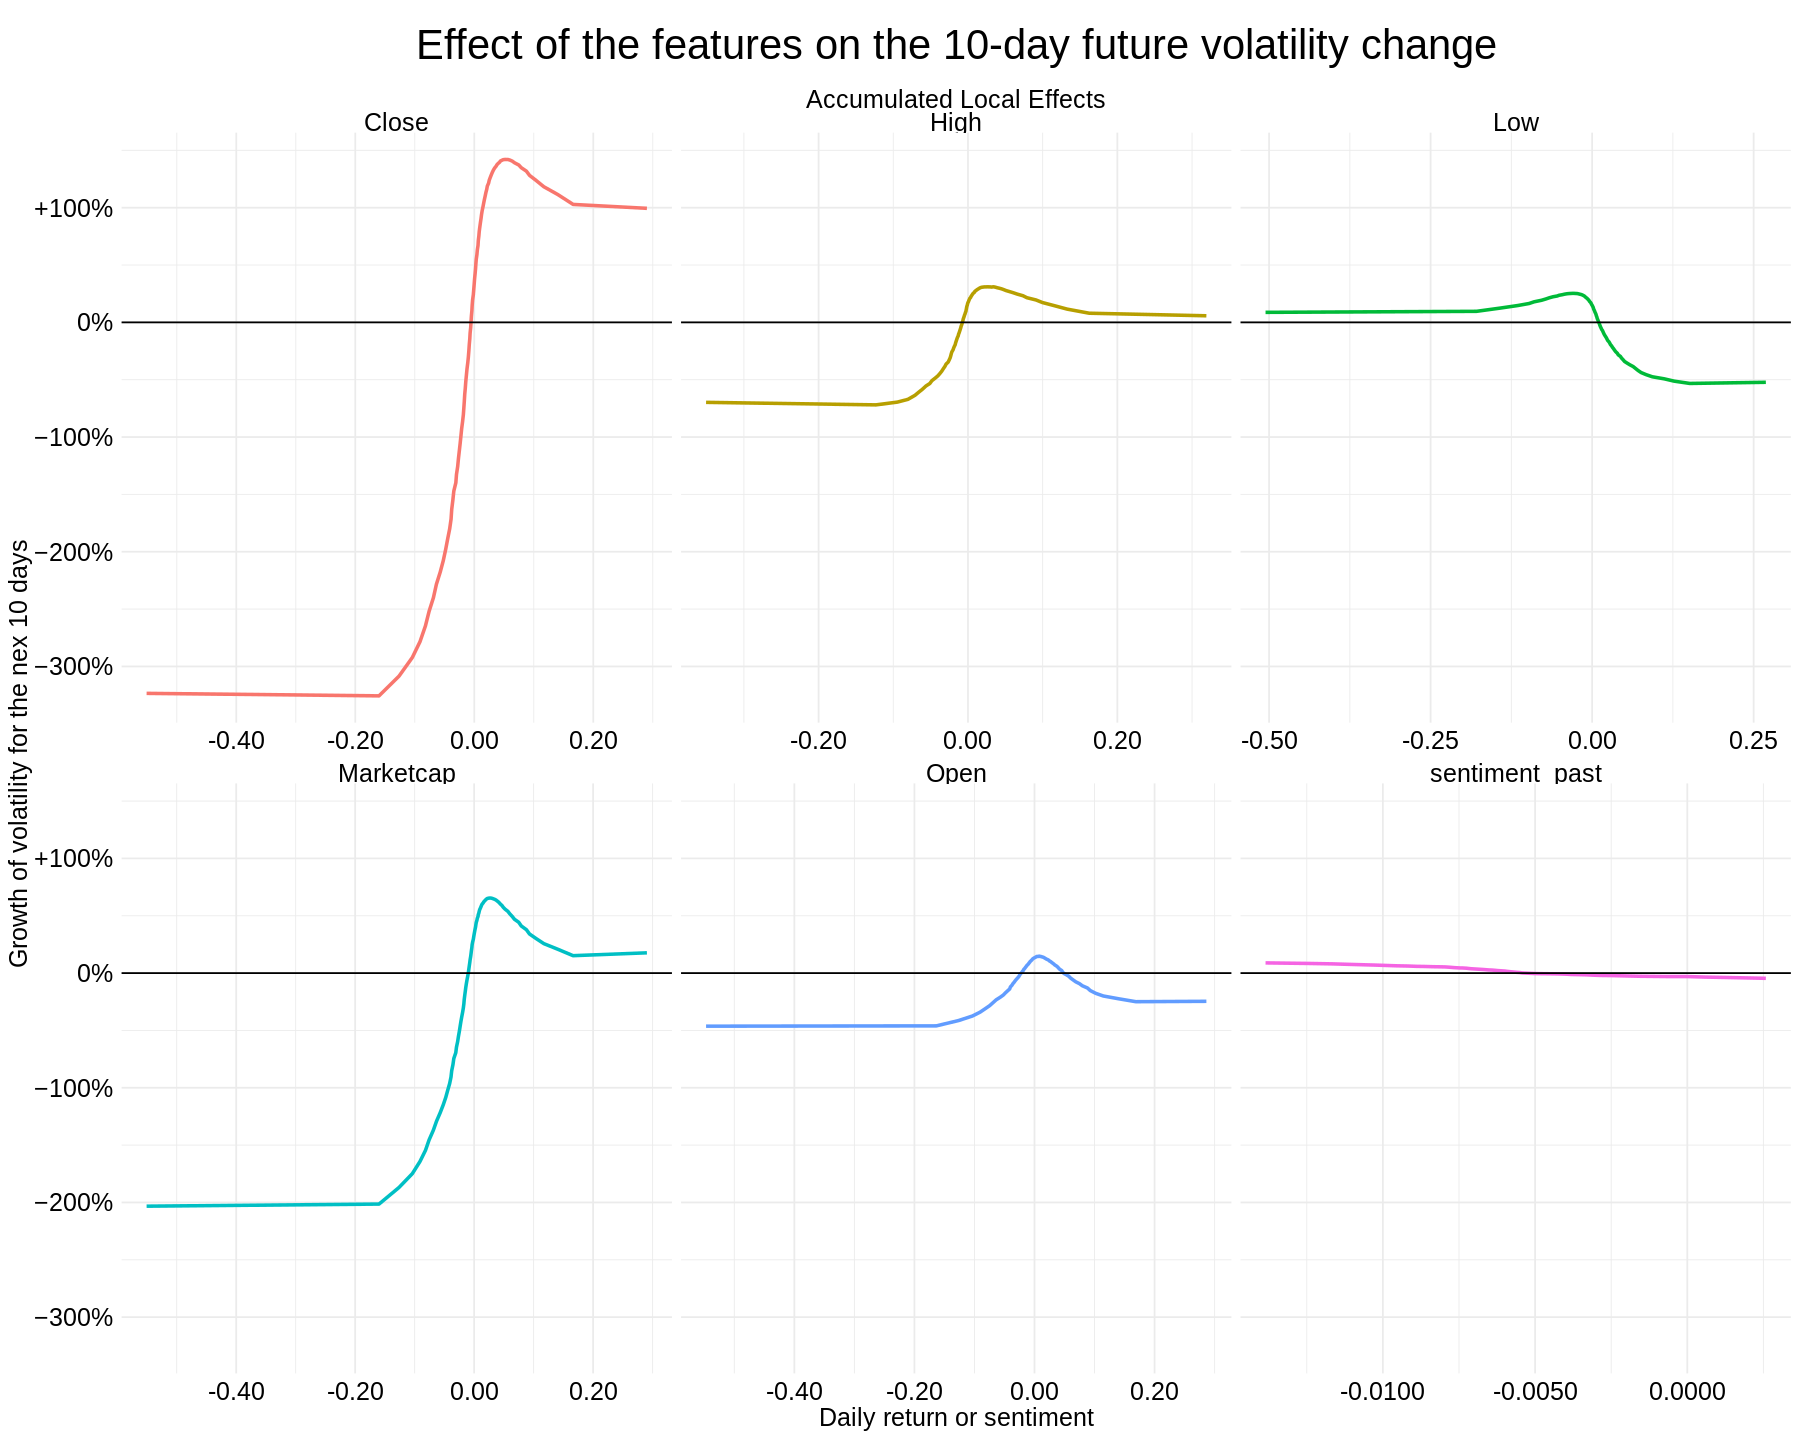 Effect of the features on the 10-day future volatility change
Accumulated Local Effects
Close
High
Low
+100%
0%
−100%
−200%
−300%
-0.40 -0.20 0.00 0.20
-0.20 0.00 0.20
-0.50 -0.25 0.00 0.25
Growth of volatility for the nex 10 days
Marketcap
Open
sentiment_past
+100%
0%
−100%
−200%
−300%
-0.40 -0.20 0.00 0.20
-0.40 -0.20 0.00 0.20
-0.0100 -0.0050 0.0000
Daily return or sentiment